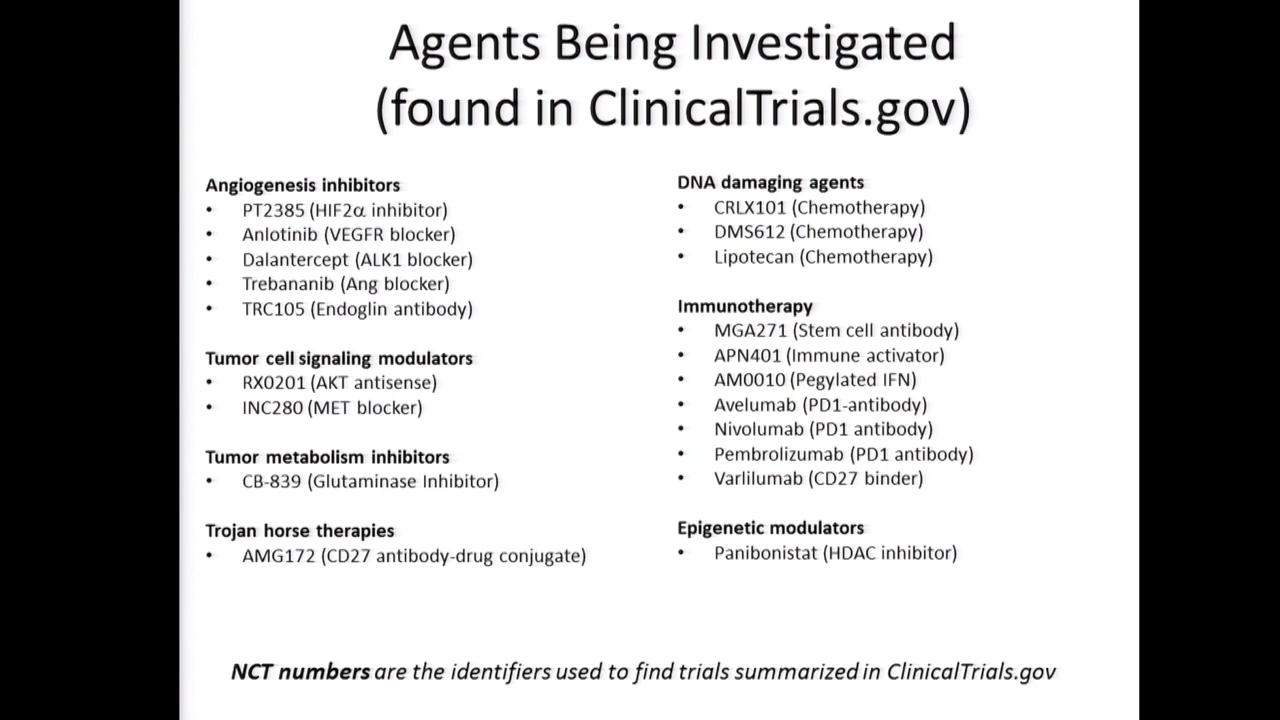 Agents Being Investigated
(found in ClinicalTrials.gov)
Angiogenesis inhibitors
• PT2385 (HIF2α inhibitor)
• Anlotinib (VEGFR blocker)
• Dalantercept (ALK1 blocker)
• Trebananib (Ang blocker)
• TRC105 (Endoglin antibody)
Tumor cell signaling modulators
• RX0201 (AKT antisense)
• INC280 (MET blocker)
Tumor metabolism inhibitors
• CB-839 (Glutaminase Inhibitor)
Trojan horse therapies
• AMG172 (CD27 antibody-drug conjugate)
DNA damaging agents
• CRLX101 (Chemotherapy)
• DMS612 (Chemotherapy)
• Lipotecan (Chemotherapy)
Immunotherapy
• MGA271 (Stem cell antibody)
• APN401 (Immune activator)
• AM0010 (Pegylated IFN)
• Avelumab (PD1-antibody)
• Nivolumab (PD1 antibody)
• Pembrolizumab (PD1 antibody)
• Varlilumab (CD27 binder)
Epigenetic modulators
• Panibonistat (HDAC inhibitor)
NCT numbers are the identifiers used to find trials summarized in ClinicalTrials.gov